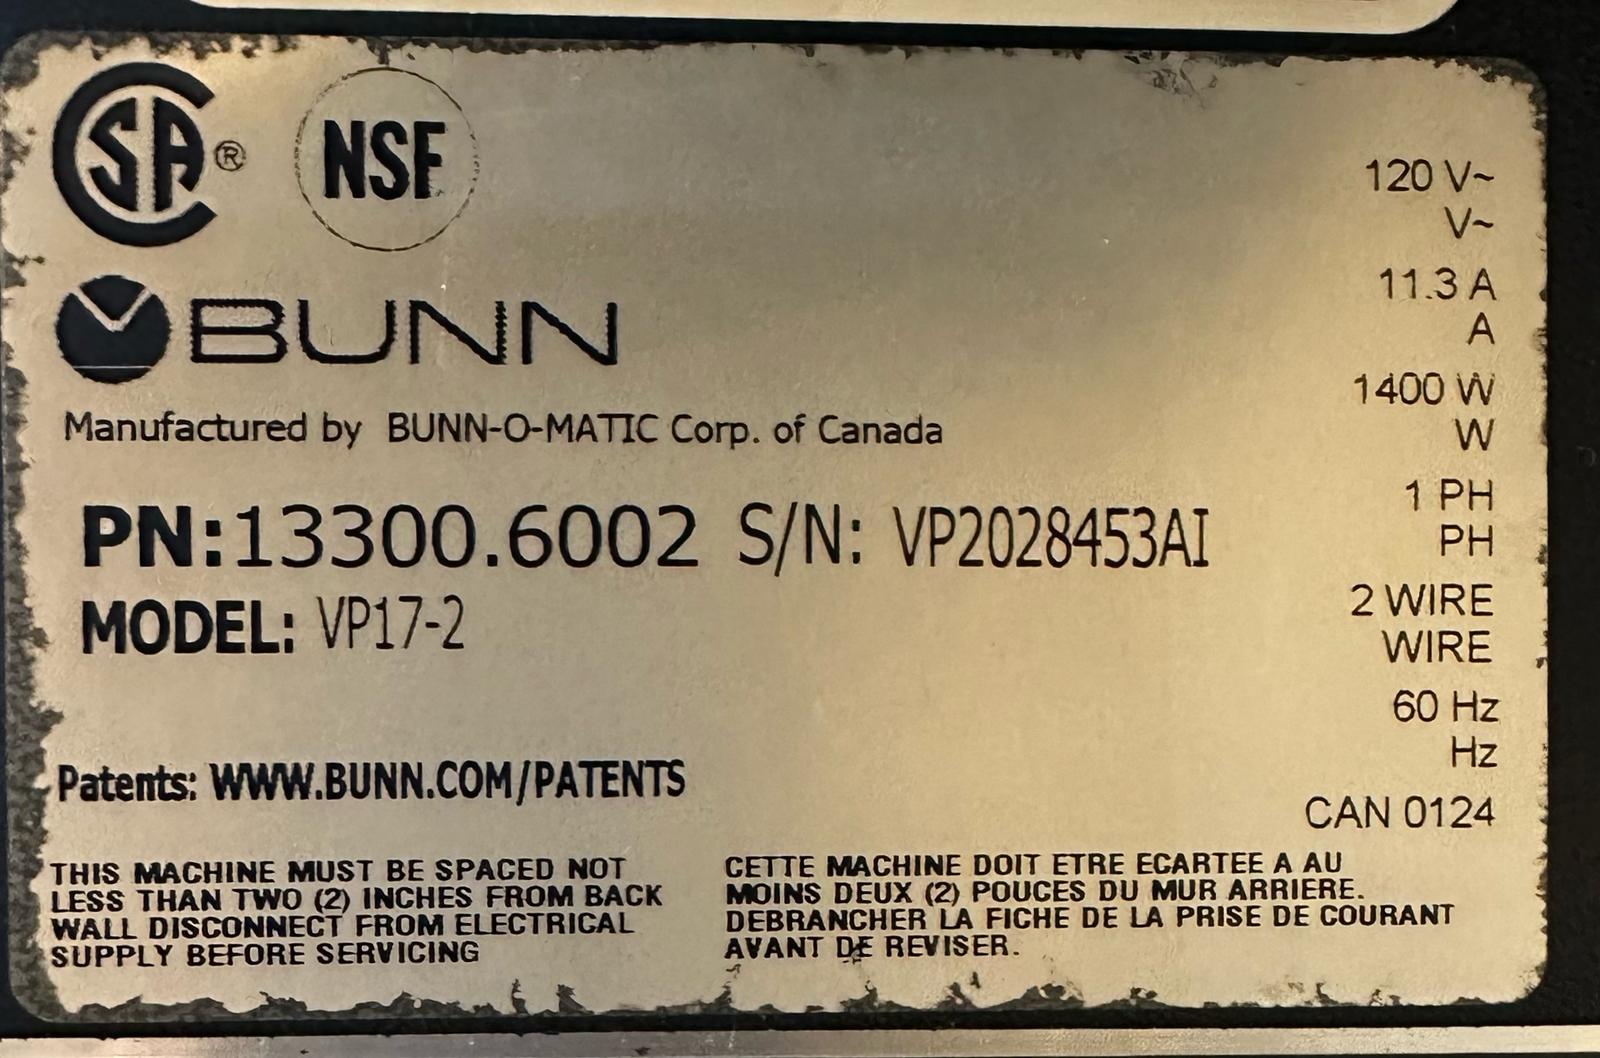 CSA®
NSF
BUNN
Manufactured by BUNN-O-MATIC Corp. of Canada
PN:13300.6002 S/N: VP2028453AI
MODEL: VP17-2
Patents: WWW.BUNN.COM/PATENTS
120 V~
V~
11.3 A
A
1400 W
W
1 PH
PH
2 WIRE
WIRE
60 Hz
Hz
CAN 0124
THIS MACHINE MUST BE SPACED NOT
LESS THAN TWO (2) INCHES FROM BACK
WALL DISCONNECT FROM ELECTRICAL
SUPPLY BEFORE SERVICING
CETTE MACHINE DOIT ETRE ECARTEE A AU
MOINS DEUX (2) POUCES DU MUR ARRIERE.
DEBRANCHER LA FICHE DE LA PRISE DE COURANT
AVANT DE REVISER.